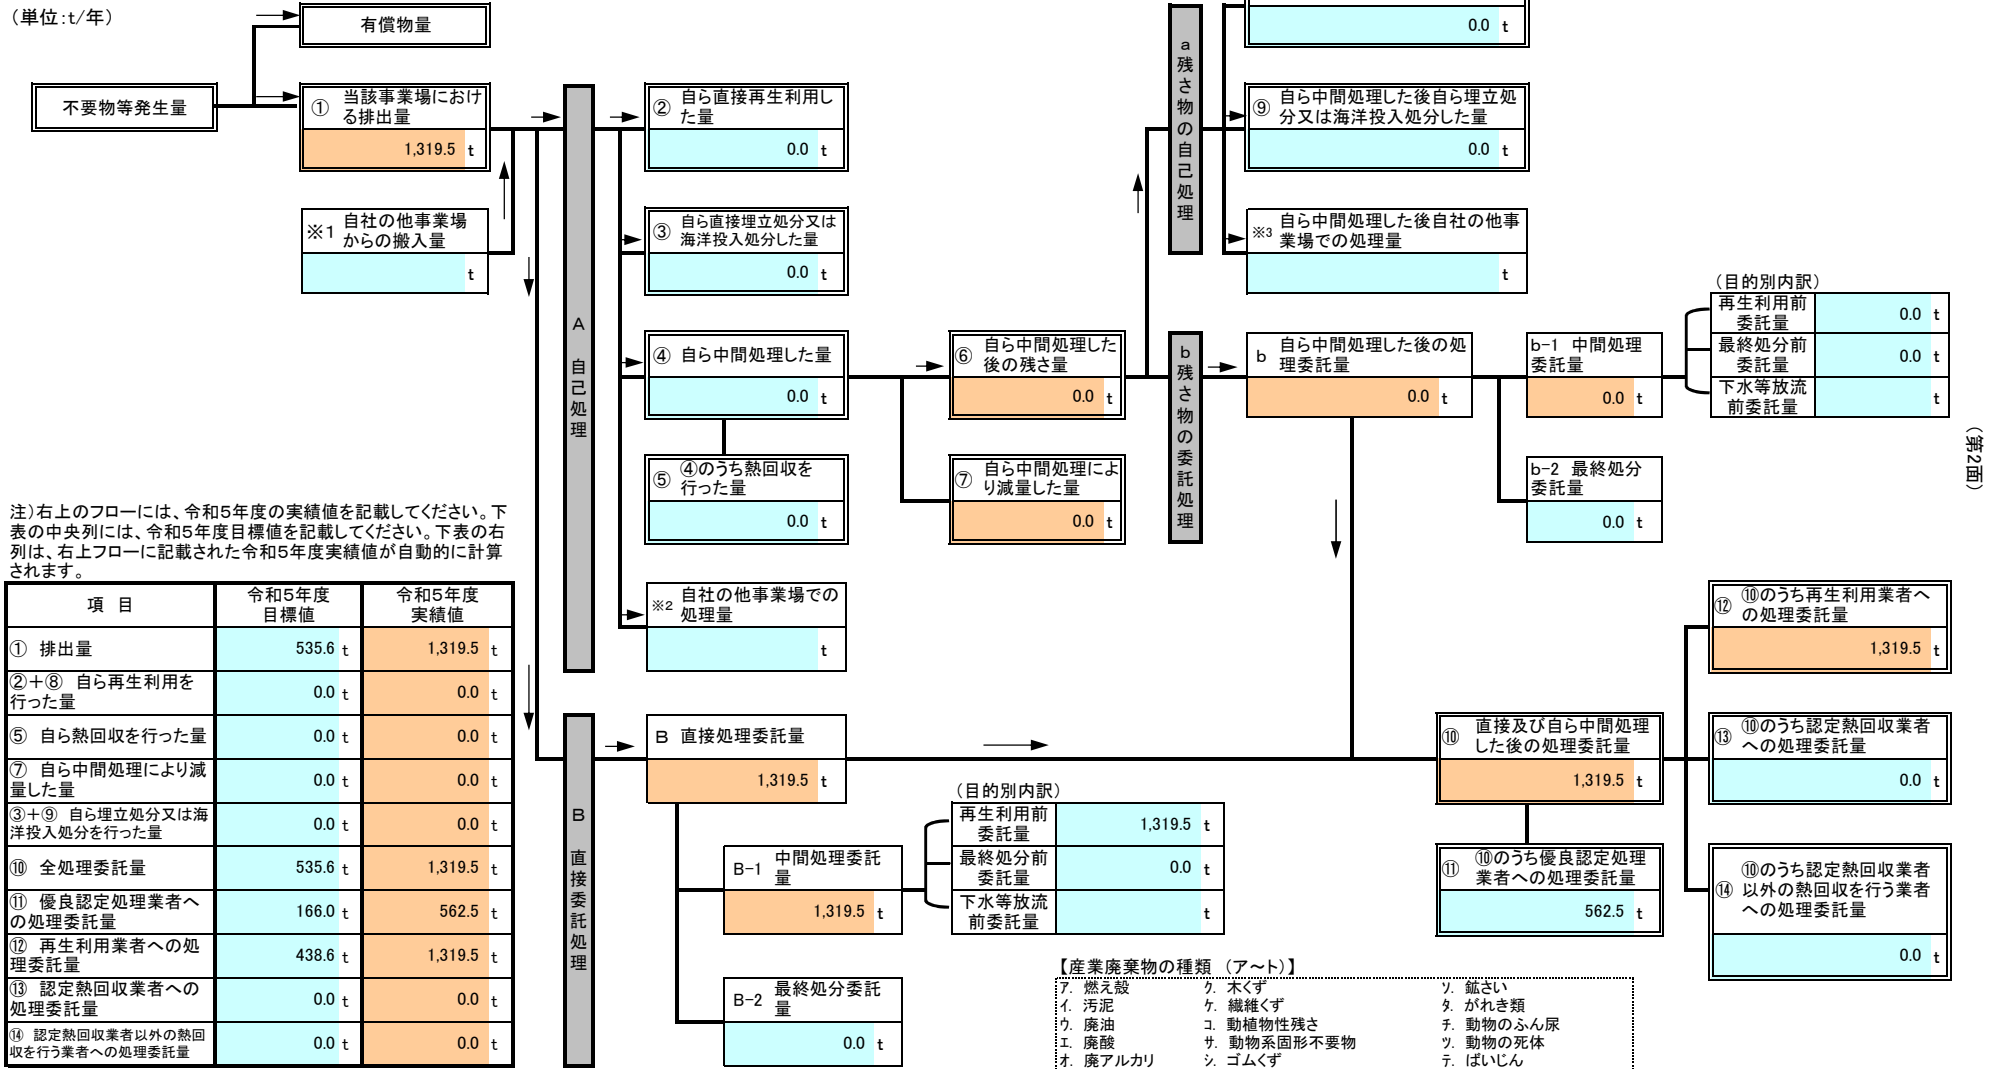 (単位:t/年)
有償物量
不要物等発生量
① 当該事業場におけ
る排出量
1,319.5 t
※1 自社の他事業場
からの搬入量
t
A 自己処理
② 自ら直接再生利用し
た量
0.0 t
③ 自ら直接埋立処分又は
海洋投入処分した量
0.0 t
④ 自ら中間処理した量
0.0 t
⑤ ④のうち熱回収を
行った量
0.0 t
※2 自社の他事業場での
処理量
t
⑥ 自ら中間処理した
後の残さ量
0.0 t
⑦ 自ら中間処理によ
り減量した量
0.0 t
a 残さ物の自己処理
0.0 t
⑨ 自ら中間処理した後自ら埋立処
分又は海洋投入処分した量
0.0 t
※3 自ら中間処理した後自社の他事
業場での処理量
t
b 残さ物の委託処理
b 自ら中間処理した後の処
理委託量
0.0 t
b-1 中間処理
委託量
0.0 t
b-2 最終処分
委託量
0.0 t
(目的別内訳)
再生利用前
委託量
0.0 t
最終処分前
委託量
0.0 t
下水等放流
前委託量
t
(第2面)
注)右上のフローには、令和5年度の実績値を記載してください。下
表の中央列には、令和5年度目標値を記載してください。下表の右
列は、右上フローに記載された令和5年度実績値が自動的に計算
されます。
項 目 令和5年度 令和5年度
目標値 実績値
① 排出量 535.6 t 1,319.5 t
②+⑧ 自ら再生利用を
行った量 0.0 t 0.0 t
⑤ 自ら熱回収を行った量 0.0 t 0.0 t
⑦ 自ら中間処理により減
量した量 0.0 t 0.0 t
③+⑨ 自ら埋立処分又は海
洋投入処分を行った量 0.0 t 0.0 t
⑩ 全処理委託量 535.6 t 1,319.5 t
⑪ 優良認定処理業者へ
の処理委託量 166.0 t 562.5 t
⑫ 再生利用業者への処
理委託量 438.6 t 1,319.5 t
⑬ 認定熱回収業者への
処理委託量 0.0 t 0.0 t
⑭ 認定熱回収業者以外の熱回
収を行う業者への処理委託量 0.0 t 0.0 t
B 直接委託処理
B 直接処理委託量
1,319.5 t
B-1 中間処理委託
量
1,319.5 t
B-2 最終処分委託
量
0.0 t
(目的別内訳)
再生利用前
委託量
1,319.5 t
最終処分前
委託量
0.0 t
下水等放流
前委託量
t
⑩ 直接及び自ら中間処理
した後の処理委託量
1,319.5 t
⑪ ⑩のうち優良認定処理
業者への処理委託量
562.5 t
⑫ ⑩のうち再生利用業者へ
の処理委託量
1,319.5 t
⑬ ⑩のうち認定熱回収業者
への処理委託量
0.0 t
⑭ ⑩のうち認定熱回収業者
以外の熱回収を行う業者
への処理委託量
0.0 t
【産業廃棄物の種類 (ア~ト)】
ア. 燃え殻 ク. 木くず ソ. 鉱さい
イ. 汚泥 ケ. 繊維くず タ. がれき類
ウ. 廃油 コ. 動植物性残さ チ. 動物のふん尿
エ. 廃酸 サ. 動物系固形不要物 ツ. 動物の死体
オ. 廃アルカリ シ. ゴムくず テ. ばいじん